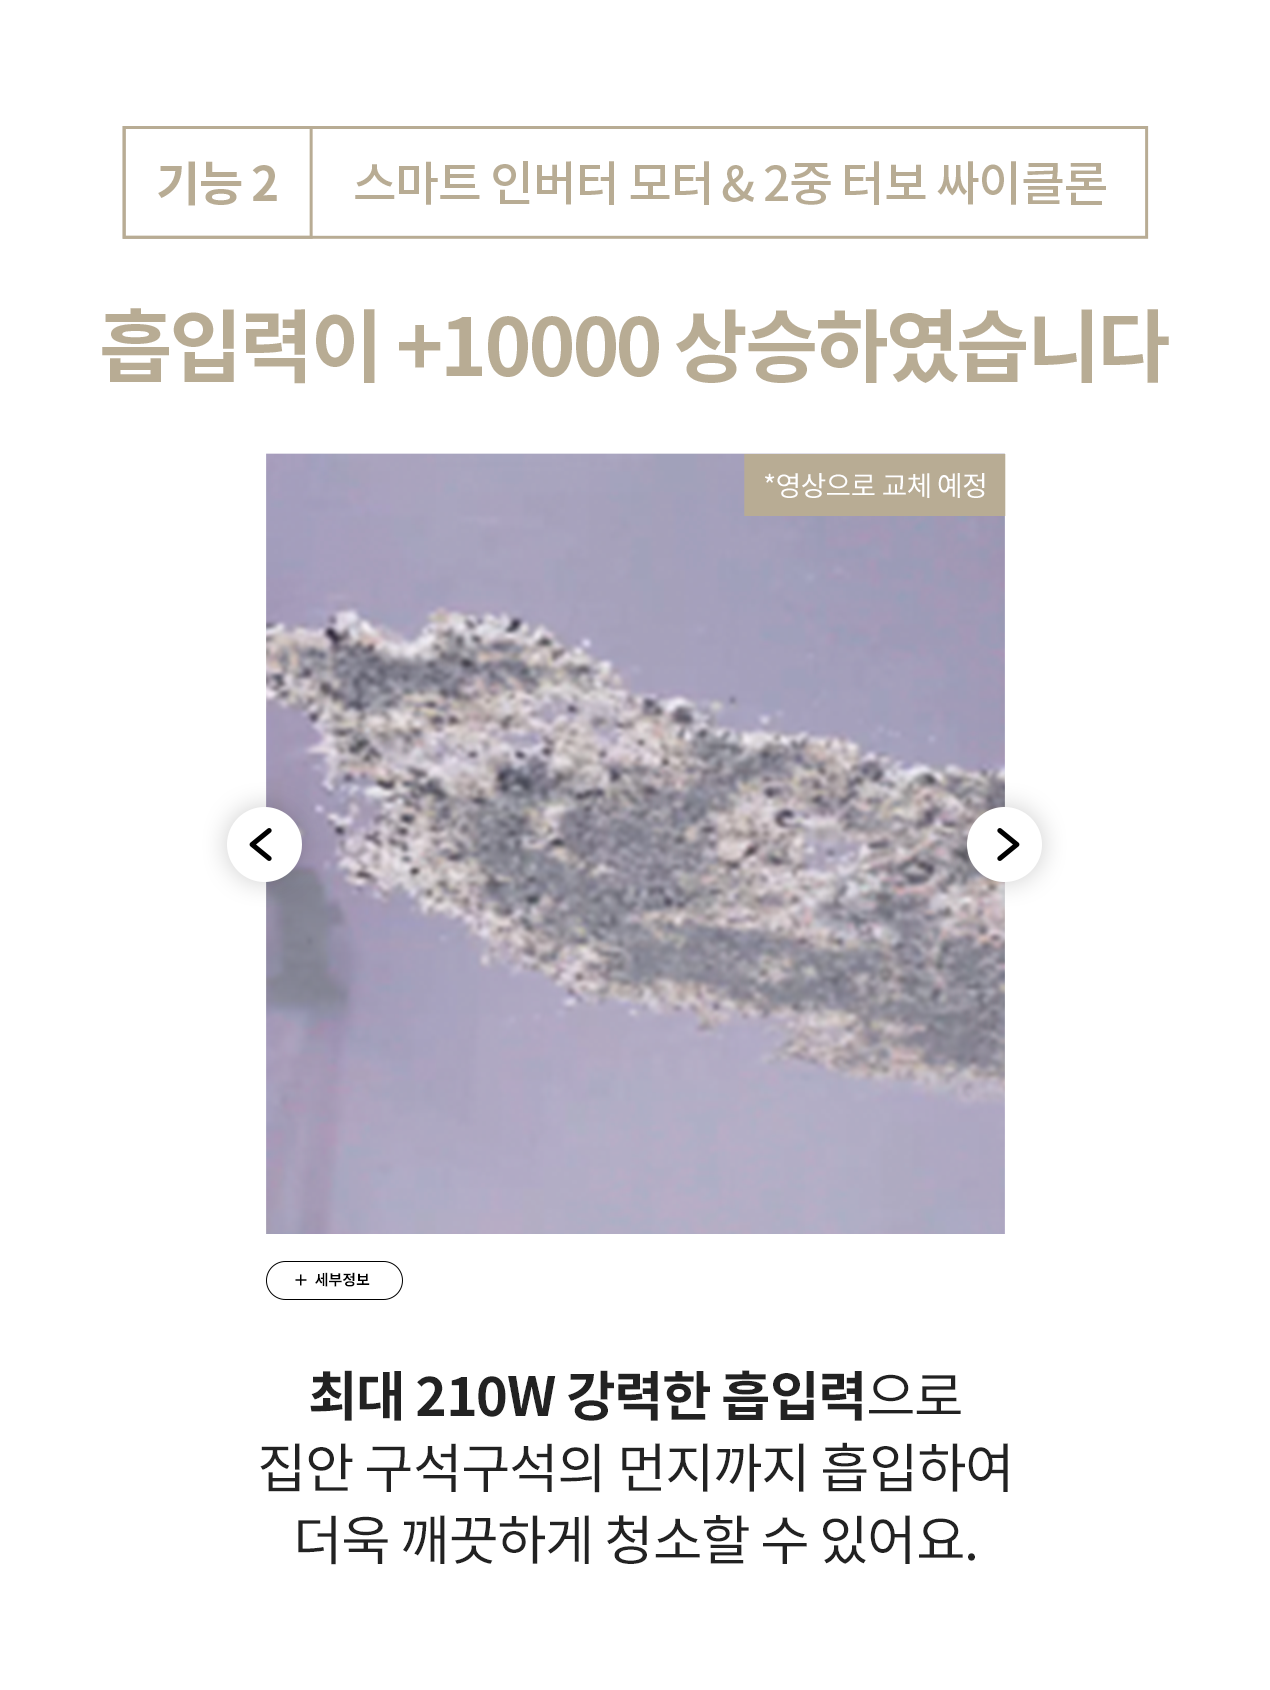 기능 2
스마트 인버터 모터 & 2중 터보 싸이클론
흡입력이 +10000 상승하였습니다
*영상으로 교체 예정
+ 세부정보
최대 210W 강력한 흡입력으로
집안 구석구석의 먼지까지 흡입하여
더욱 깨끗하게 청소할 수 있어요.